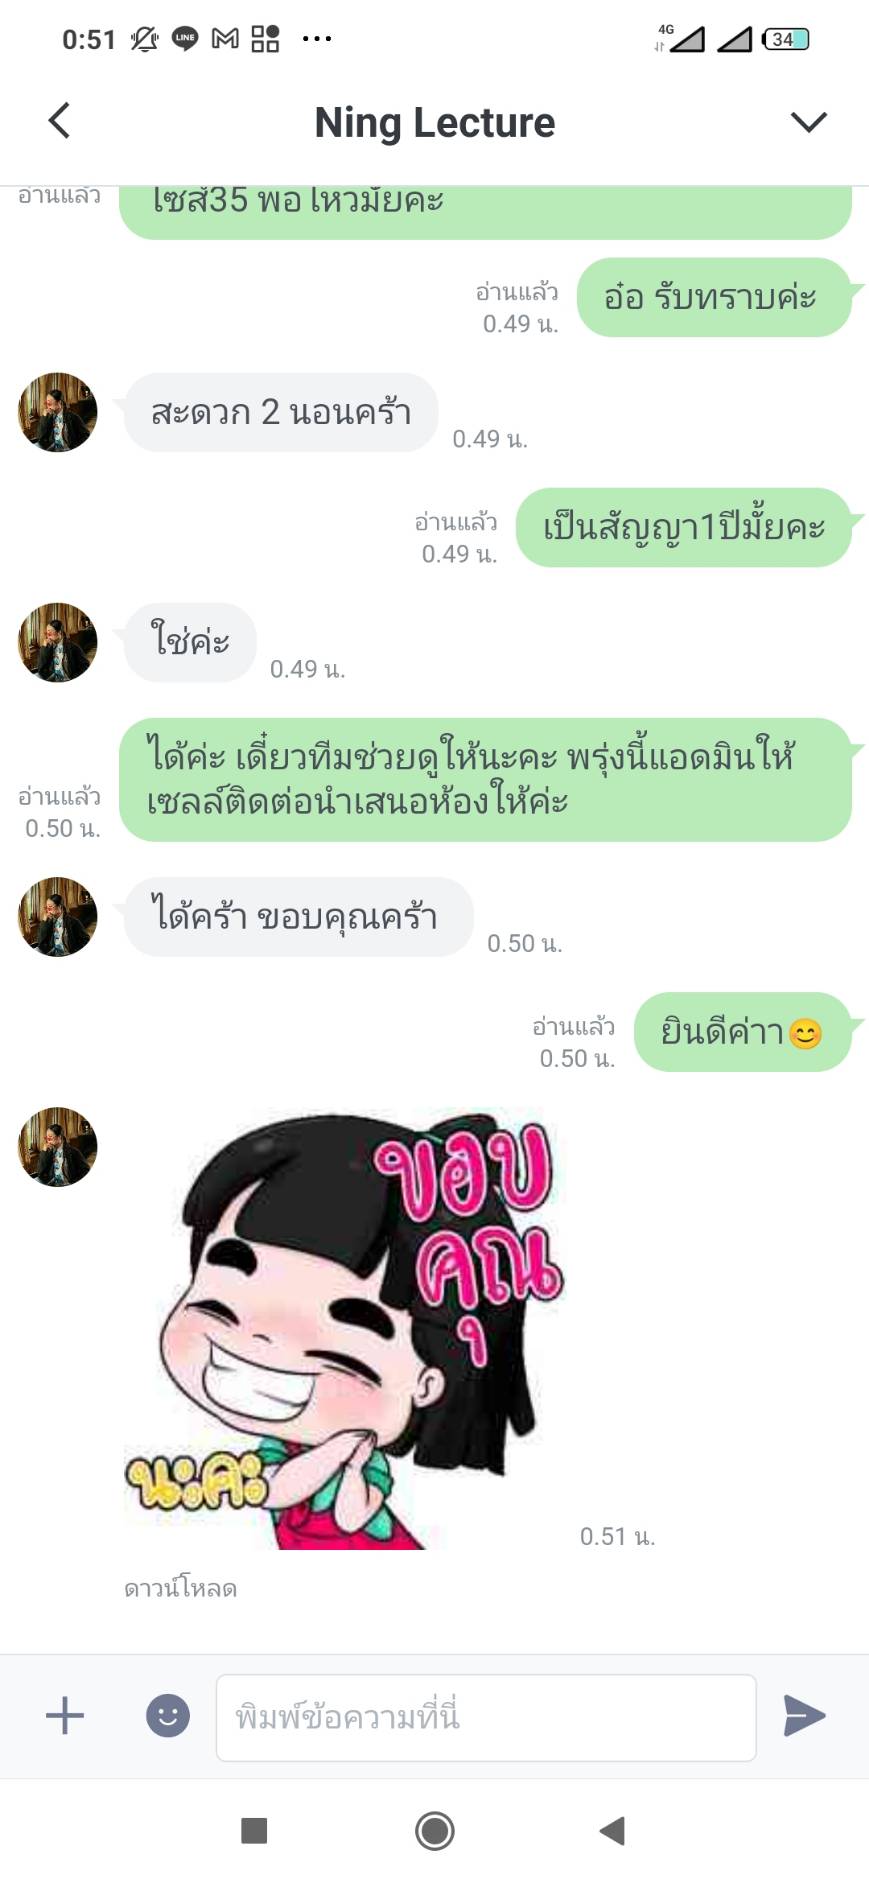 0:51
LINE
4G
34
Ning Lecture
อ่านแล้ว
ไซส์35 พอไหวมั้ยคะ
อ่านแล้ว
0.49 น.
อ๋อ รับทราบค่ะ
สะดวก 2 นอนคร้า
0.49 น.
อ่านแล้ว
0.49 น.
เป็นสัญญา1ปีมั้ยคะ
ใช่ค่ะ
0.49 น.
ได้ค่ะ เดี๋ยวทีมช่วยดูให้นะคะ พรุ่งนี้แอดมินให้
เซลล์ติดต่อนำเสนอห้องให้ค่ะ
อ่านแล้ว
0.50 น.
ได้คร้า ขอบคุณคร้า
0.50 น.
อ่านแล้ว
0.50 น.
ยินดีค่าา😊
ขอบ
คุณ
นะคะ
0.51 น.
ดาวน์โหลด
พิมพ์ข้อความที่นี่